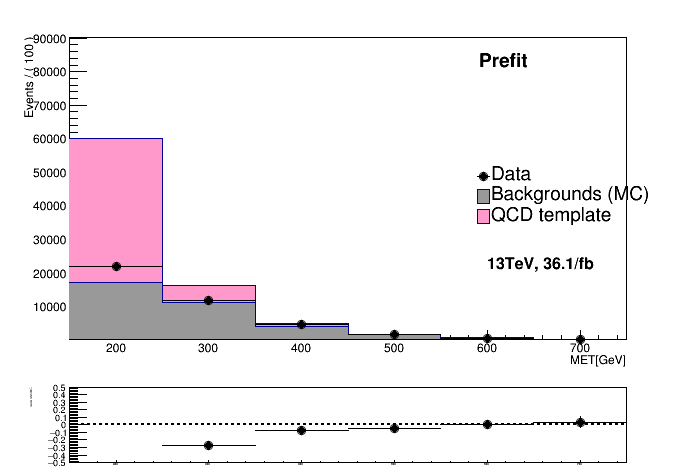 Events / ( 100 )
90000
80000
70000
60000
50000
40000
30000
20000
10000
Prefit
Data
Backgrounds (MC)
QCD template
13TeV, 36.1/fb
200 300 400 500 600 700
MET[GeV]
0.5
0.4
0.3
0.2
0.1
0
−0.1
−0.2
−0.3
−0.4
−0.5